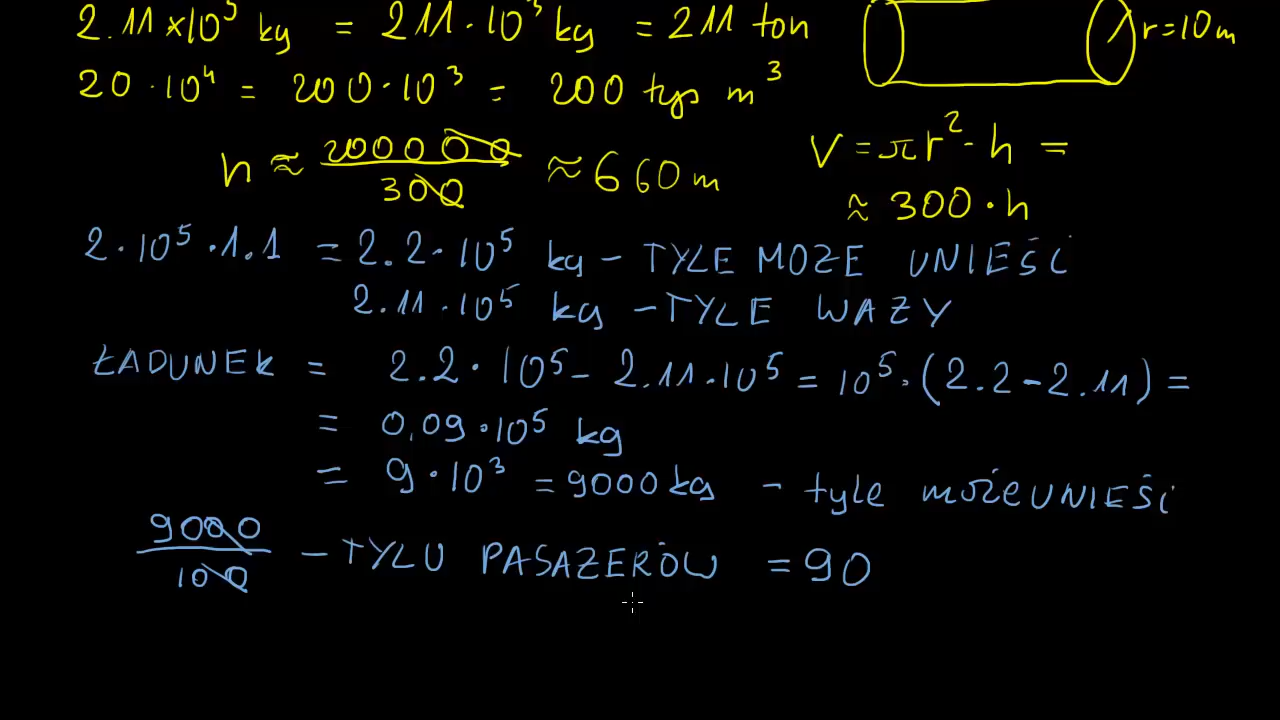 2.11×10⁵ kg = 211·10³ kg = 211 ton
r=10m
20·10⁴ = 200·10³ = 200 tys m³
V = πr²·h =
≈ 300·h
h ≈ 200000/300 ≈ 660m
2·10⁵·1.1 = 2.2·10⁵ kg – TYLE MOŻE UNIEŚĆ
2.11·10⁵ kg – TYLE WAŻY
ŁADUNEK = 2.2·10⁵ – 2.11·10⁵ = 10⁵·(2.2–2.11) =
= 0,09·10⁵ kg
= 9·10³ = 9000 kg – tyle może UNIEŚĆ
9000/100 – TYLU PASAŻERÓW = 90